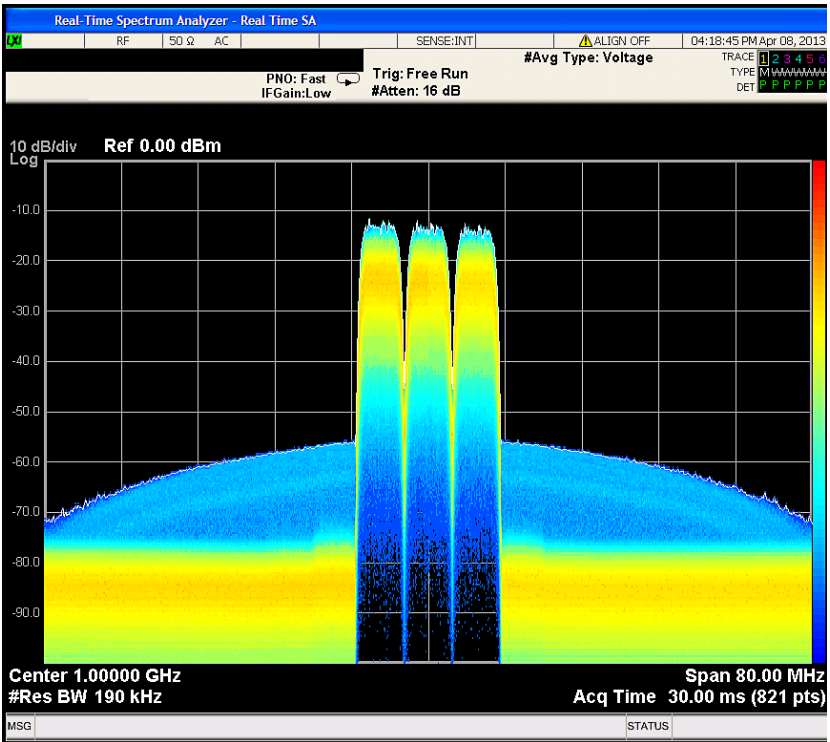 Real-Time Spectrum Analyzer - Real Time SA
LXI RF 50 Ω AC SENSE:INT ALIGN OFF 04:18:45 PM Apr 08, 2013
#Avg Type: Voltage TRACE 1 2 3 4 5 6
PNO: Fast Trig: Free Run TYPE M WWWWW
IFGain:Low #Atten: 16 dB DET P P P P P P
10 dB/div Ref 0.00 dBm
Log
-10.0
-20.0
-30.0
-40.0
-50.0
-60.0
-70.0
-80.0
-90.0
Center 1.00000 GHz Span 80.00 MHz
#Res BW 190 kHz Acq Time 30.00 ms (821 pts)
MSG STATUS